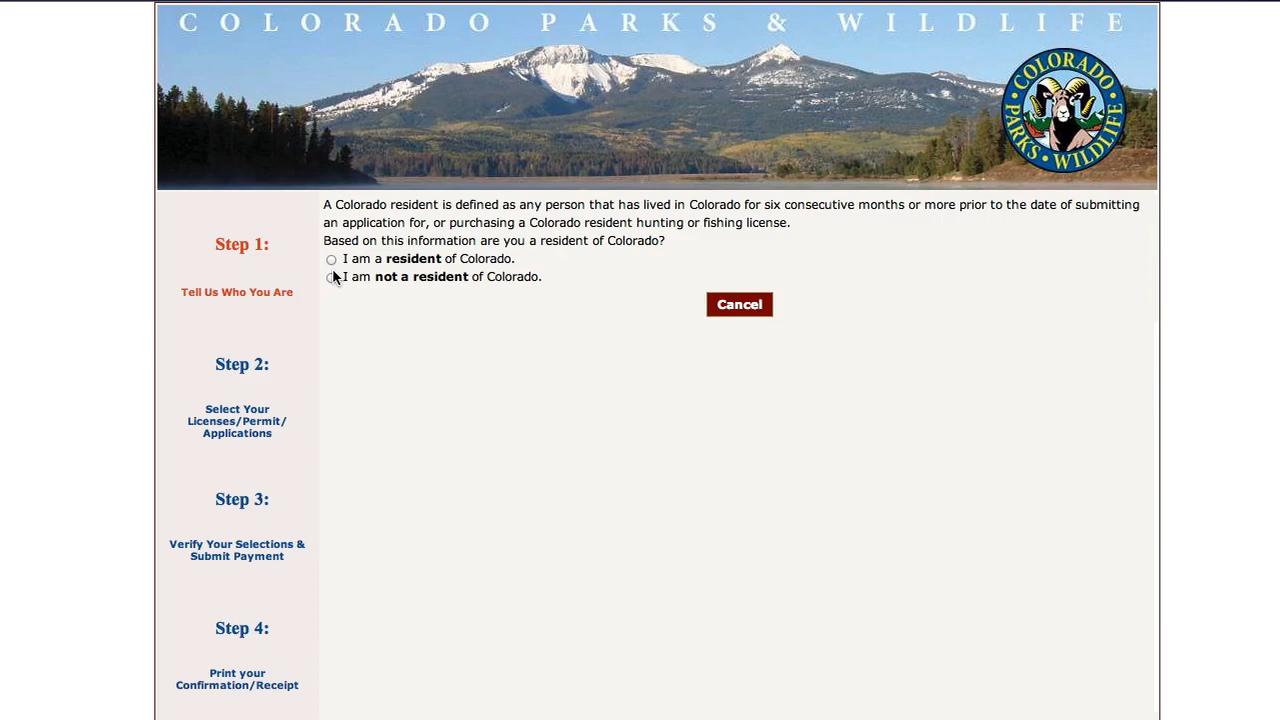 COLORADO PARKS & WILDLIFE
COLORADO
PARKS • WILDLIFE
A Colorado resident is defined as any person that has lived in Colorado for six consecutive months or more prior to the date of submitting
an application for, or purchasing a Colorado resident hunting or fishing license.
Based on this information are you a resident of Colorado?
I am a resident of Colorado.
I am not a resident of Colorado.
Cancel
Step 1:
Tell Us Who You Are
Step 2:
Select Your
Licenses/Permit/
Applications
Step 3:
Verify Your Selections &
Submit Payment
Step 4:
Print your
Confirmation/Receipt